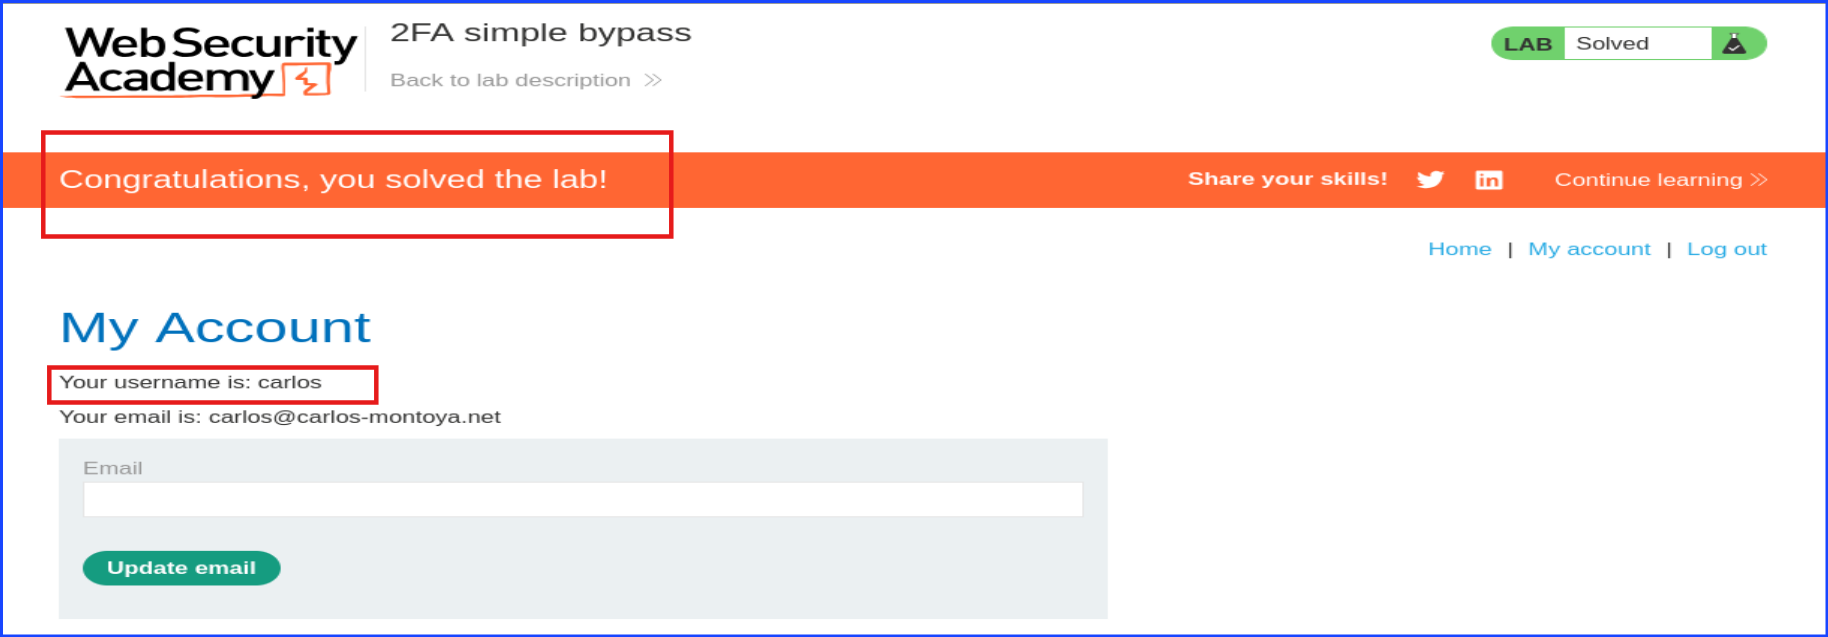 Web Security
Academy
2FA simple bypass
Back to lab description
LAB Solved
Congratulations, you solved the lab!
Share your skills!
Continue learning
Home | My account | Log out
My Account
Your username is: carlos
Your email is: carlos@carlos-montoya.net
Email
Update email